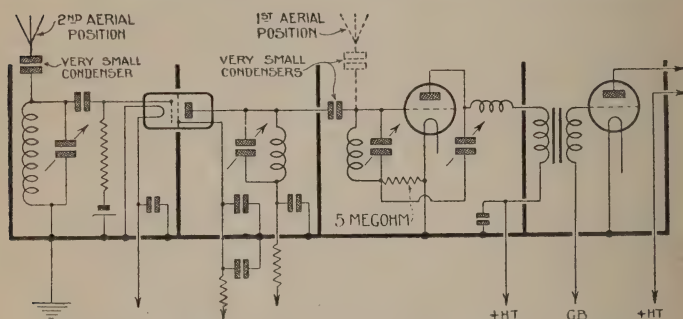 2ND AERIAL
POSITION
VERY SMALL
CONDENSER
1ST AERIAL
POSITION
VERY SMALL
CONDENSERS
.5 MEGOHM
+HT
GB
+HT